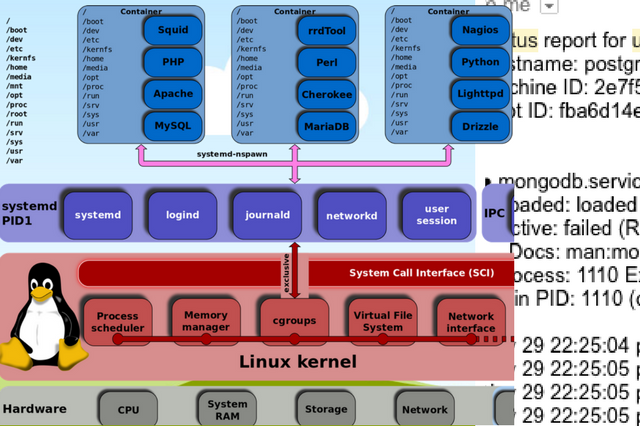 /
/boot
/dev
/etc
/kernfs
/home
/media
/mnt
/opt
/proc
/root
/run
/srv
/sys
/usr
/var
Container
/
/boot
/dev
/etc
/kernfs
/home
/media
/opt
/proc
/run
/srv
/sys
/usr
/var
Squid
PHP
Apache
MySQL
Container
/
/boot
/dev
/etc
/kernfs
/home
/media
/opt
/proc
/run
/srv
/sys
/usr
/var
rrdTool
Perl
Cherokee
MariaDB
Container
/
/boot
/dev
/etc
/kernfs
/home
/media
/opt
/proc
/run
/srv
/sys
/usr
/var
Nagios
Python
Lighttpd
Drizzle
systemd-nspawn
systemd
PID1
systemd
logind
journald
networkd
user
session
IPC
exclusive
System Call Interface (SCI)
Process
scheduler
Memory
manager
cgroups
Virtual File
System
Network
interface
Linux kernel
Hardware
CPU
System
RAM
Storage
Network
me
tus report for
stname: postgr
chine ID: 2e7f5
ot ID: fba6d14e
mongodb.servic
oaded: loaded
ctive: failed (R
Docs: man:mo
ocess: 1110 E
in PID: 1110 (
29 22:25:04
29 22:25:05
29 22:25:05
29 22:25:05